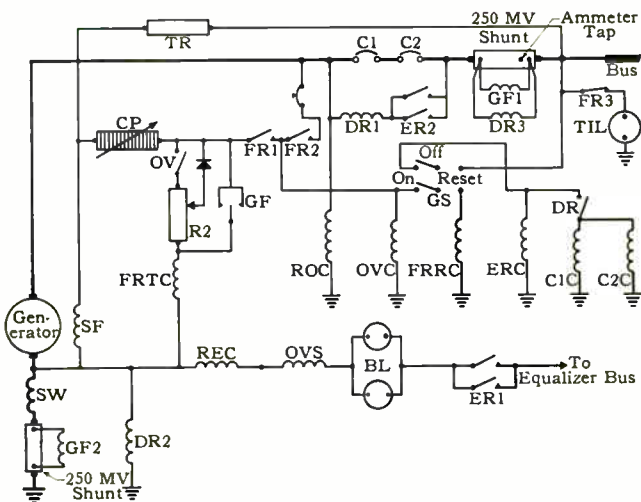 250 MV
Shunt
Ammeter
Tap
TR
C1
C2
Bus
GF1
DR1
ER2
DR3
FR3
TIL
CP
OV
FR1
FR2
Off
On
Reset
GS
GF
R2
DR
FRTC
ROC
OVC
FRRC
ERC
C1C
C2C
Gen-
erator
SF
REC
OVS
BL
To
Equalizer Bus
ER1
SW
GF2
DR2
250 MV
Shunt